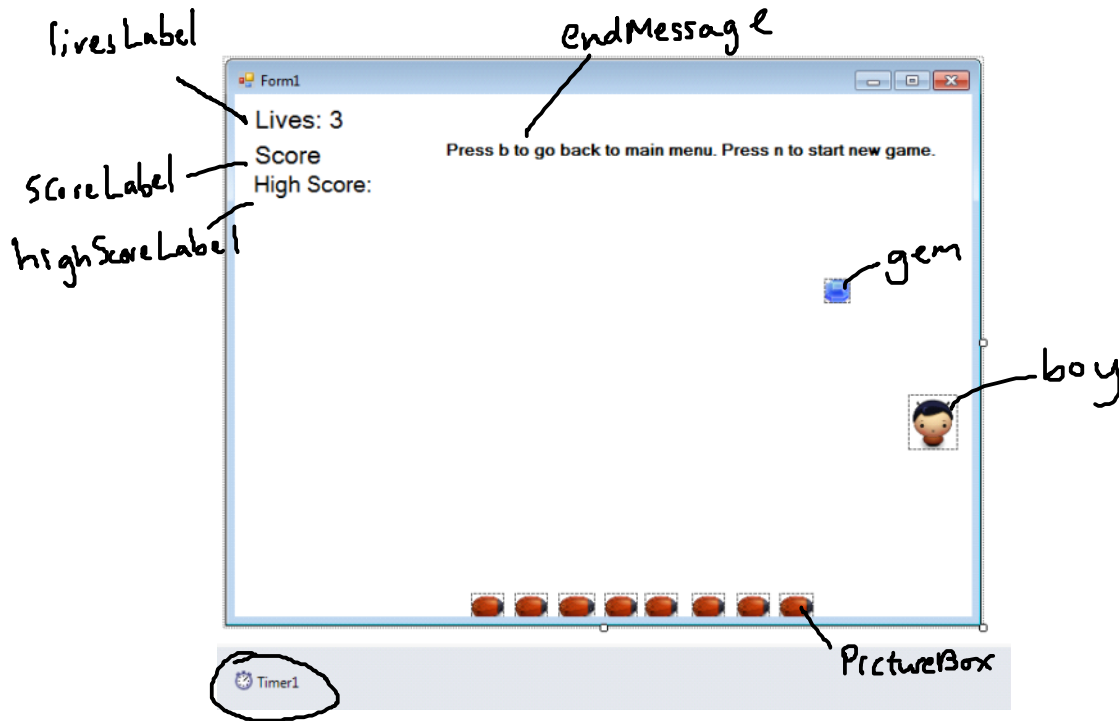 livesLabel
endMessage
Form1
Lives: 3
Press b to go back to main menu. Press n to start new game.
Score
scoreLabel
High Score:
highScoreLabel
gem
boy
PictureBox
Timer1